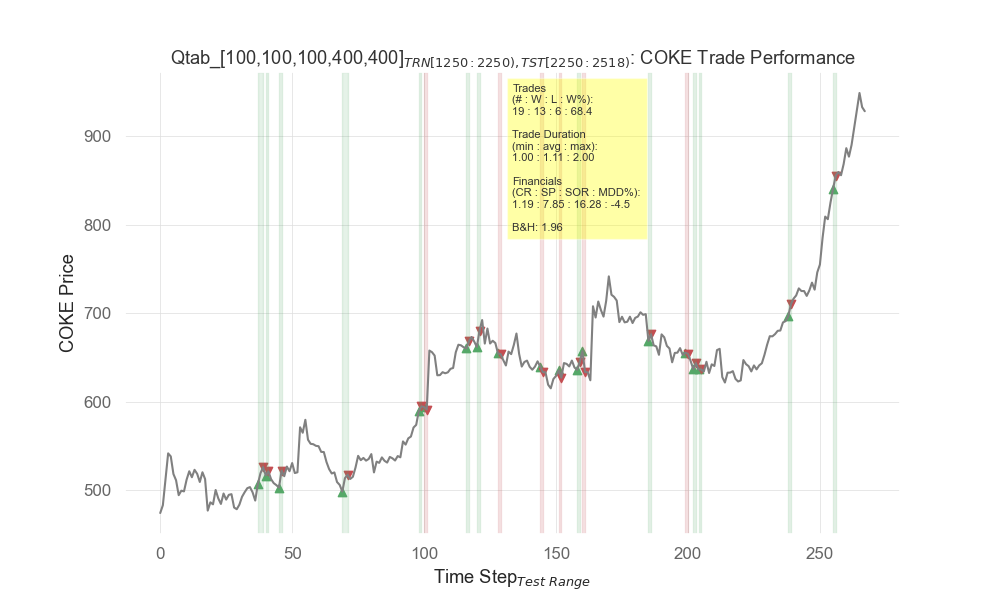 Qtab_[100,100,100,400,400]TRN[1250:2250),TST[2250:2518): COKE Trade Performance
Trades
(# : W : L : W%):
19 : 13 : 6 : 68.4
Trade Duration
(min : avg : max):
1.00 : 1.11 : 2.00
Financials
(CR : SP : SOR : MDD%):
1.19 : 7.85 : 16.28 : -4.5
B&H: 1.96
COKE Price
900
800
700
600
500
0 50 100 150 200 250
Time Step Test Range